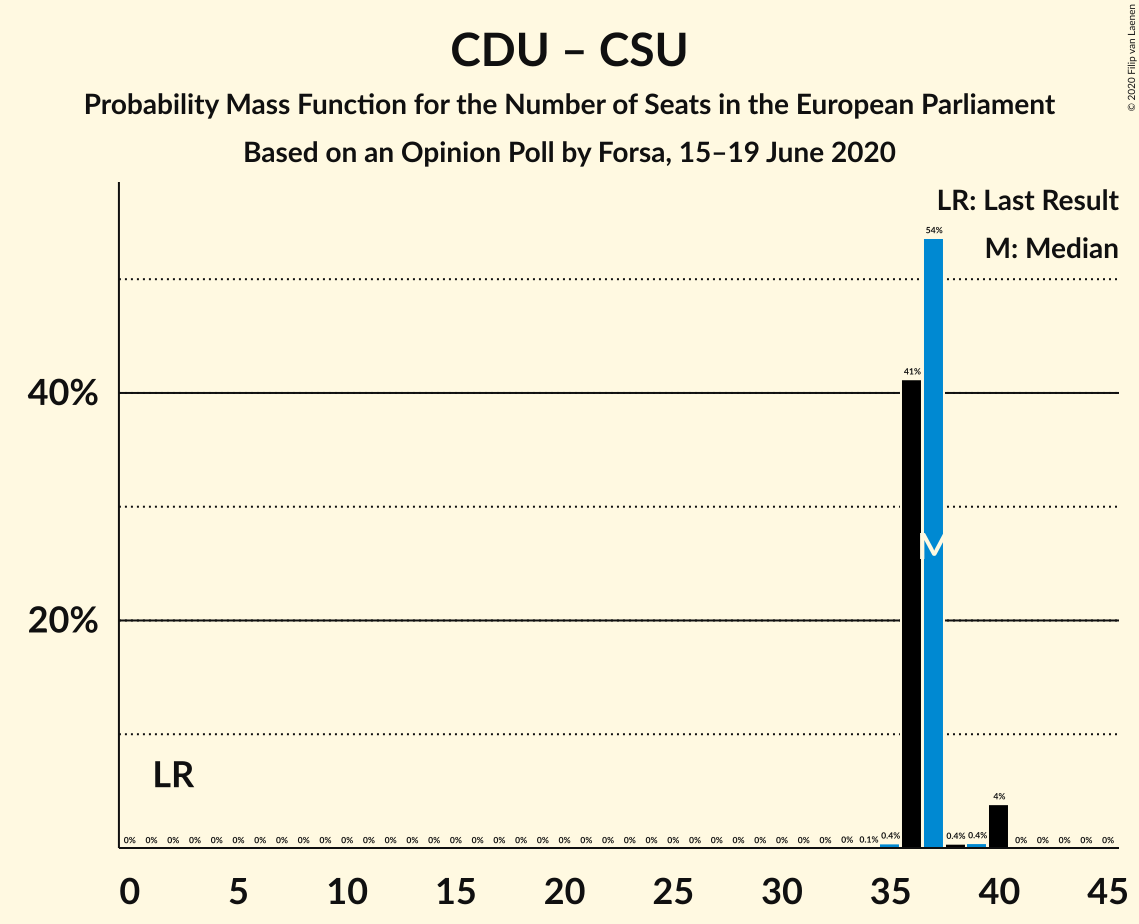 CDU – CSU
Probability Mass Function for the Number of Seats in the European Parliament
Based on an Opinion Poll by Forsa, 15–19 June 2020
© 2020 Filip van Laenen
LR: Last Result
M: Median
54%
41%
40%
M
20%
LR
4%
0% 0% 0% 0% 0% 0% 0% 0% 0% 0% 0% 0% 0% 0% 0% 0% 0% 0% 0% 0% 0% 0% 0% 0% 0% 0% 0% 0% 0% 0% 0% 0% 0% 0% 0.1% 0.4% 0.4% 0.4% 0% 0% 0% 0% 0%
0 5 10 15 20 25 30 35 40 45